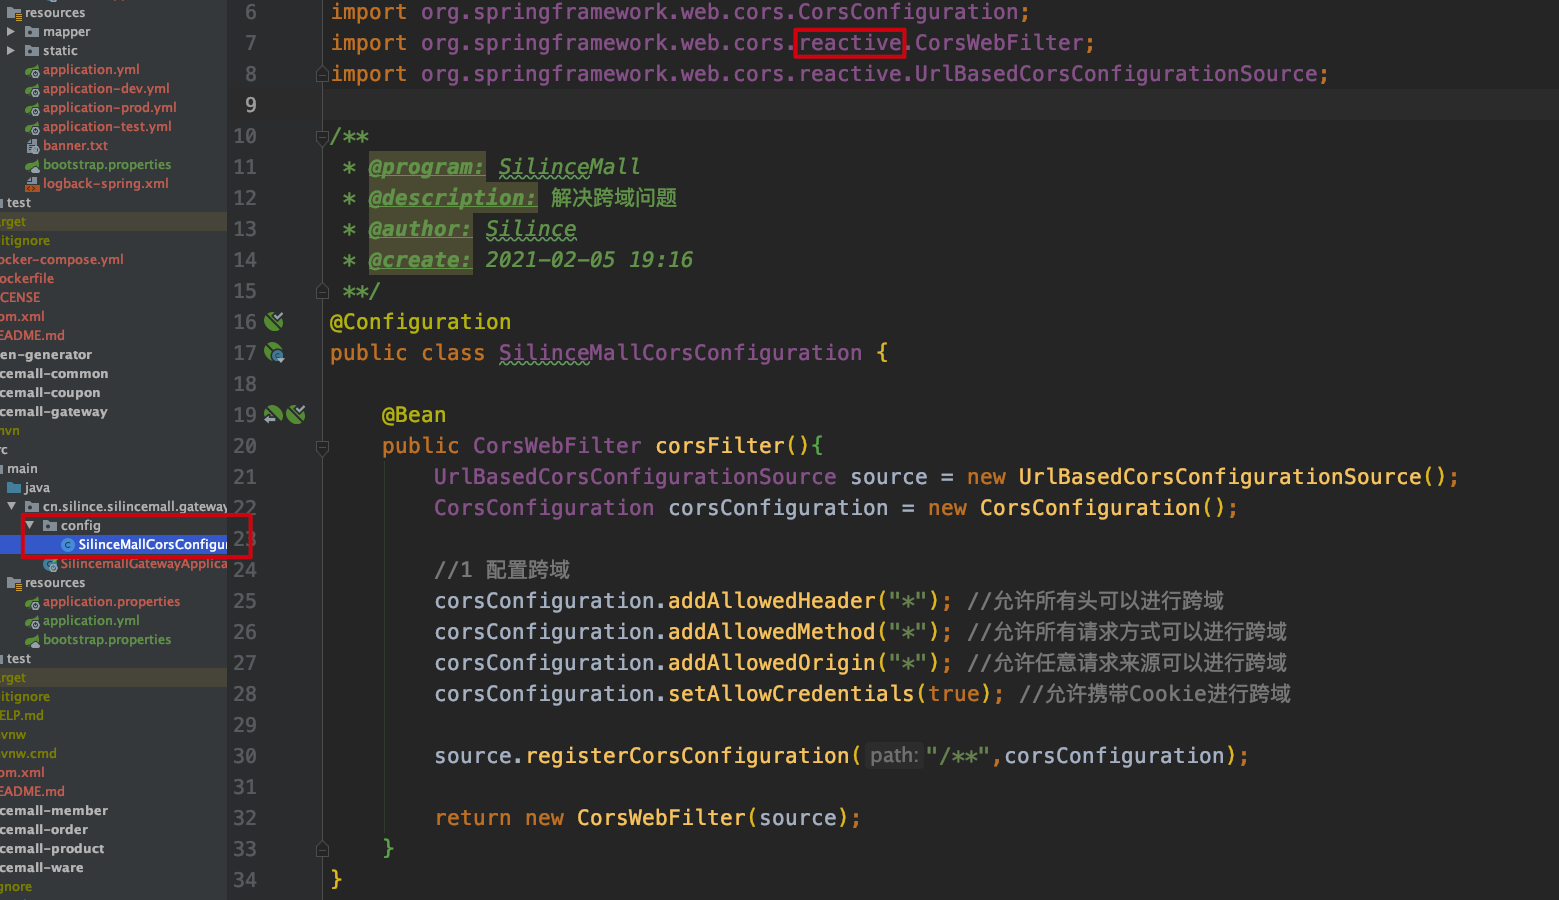 resources
mapper
static
application.yml
application-dev.yml
application-prod.yml
application-test.yml
banner.txt
bootstrap.properties
logback-spring.xml
test
rget
itignore
ocker-compose.yml
ockerfile
CENSE
om.xml
EADME.md
en-generator
cemall-common
cemall-coupon
cemall-gateway
mvn
rc
main
java
cn.silince.silincemall.gateway
config
SilinceMallCorsConfigur
SilincemallGatewayApplica
resources
application.properties
application.yml
bootstrap.properties
test
rget
itignore
ELP.md
vnw
vnw.cmd
om.xml
EADME.md
cemall-member
cemall-order
cemall-product
cemall-ware
gnore
6 import org.springframework.web.cors.CorsConfiguration;
7 import org.springframework.web.cors.reactive.CorsWebFilter;
8 import org.springframework.web.cors.reactive.UrlBasedCorsConfigurationSource;
9
10 /**
11 * @program: SilinceMall
12 * @description: 解决跨域问题
13 * @author: Silince
14 * @create: 2021-02-05 19:16
15 **/
16 @Configuration
17 public class SilinceMallCorsConfiguration {
18
19 @Bean
20 public CorsWebFilter corsFilter(){
21 UrlBasedCorsConfigurationSource source = new UrlBasedCorsConfigurationSource();
22 CorsConfiguration corsConfiguration = new CorsConfiguration();
23
24 //1 配置跨域
25 corsConfiguration.addAllowedHeader("*"); //允许所有头可以进行跨域
26 corsConfiguration.addAllowedMethod("*"); //允许所有请求方式可以进行跨域
27 corsConfiguration.addAllowedOrigin("*"); //允许任意请求来源可以进行跨域
28 corsConfiguration.setAllowCredentials(true); //允许携带Cookie进行跨域
29
30 source.registerCorsConfiguration( path: "/**",corsConfiguration);
31
32 return new CorsWebFilter(source);
33 }
34 }